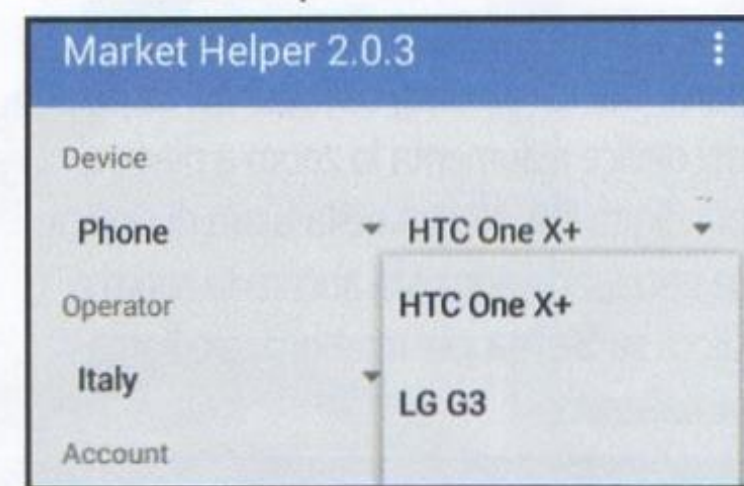 Market Helper 2.0.3
Device
Phone HTC One X+
Operator HTC One X+
Italy
LG G3
Account